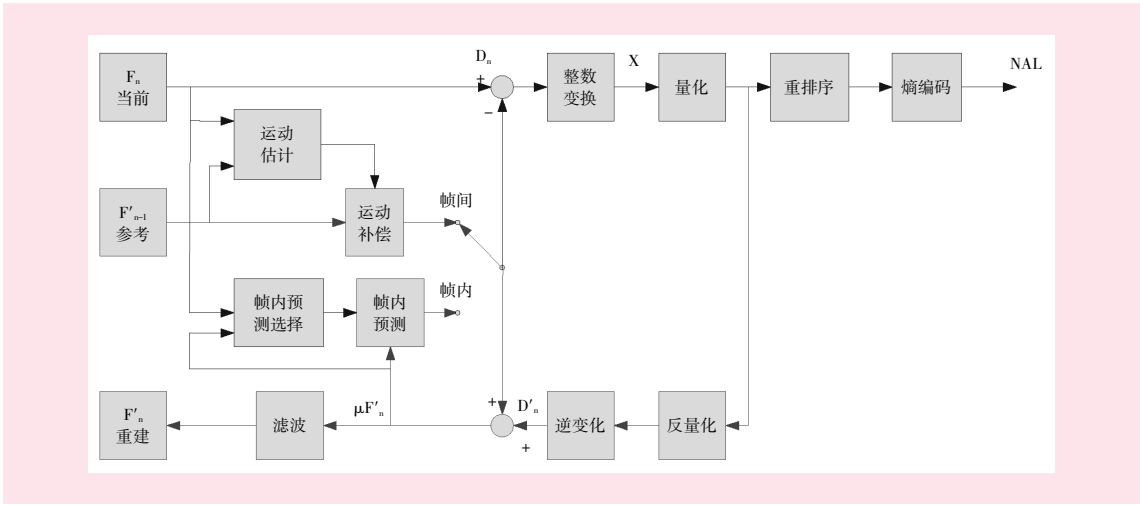 Fₙ
当前
Dₙ
+
−
整数
变换
X
量化
重排序
熵编码
NAL
运动
估计
F′ₙ₋₁
参考
运动
补偿
帧间
帧内预
测选择
帧内
预测
帧内
F′ₙ
重建
滤波
μF′ₙ
+
D′ₙ
+
逆变化
反量化